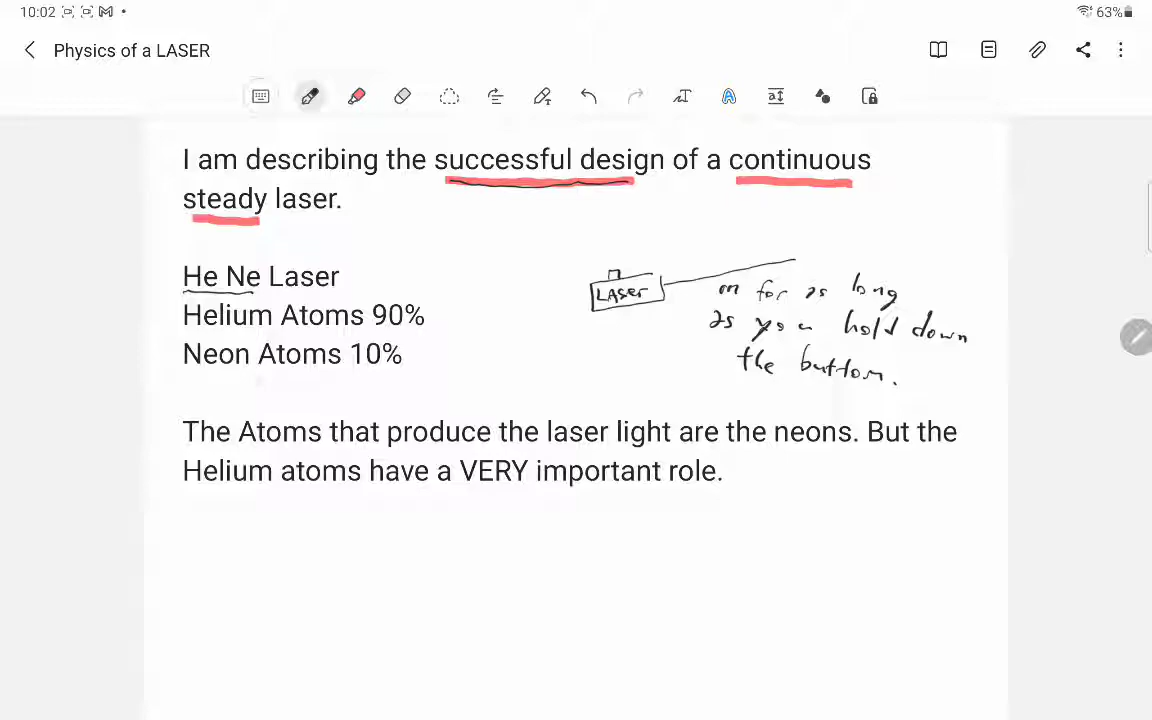 10:02
63%
Physics of a LASER
I am describing the successful design of a continuous
steady laser.
He Ne Laser
Helium Atoms 90%
Neon Atoms 10%
LASer
on for as long
as you hold down
the button.
The Atoms that produce the laser light are the neons. But the
Helium atoms have a VERY important role.